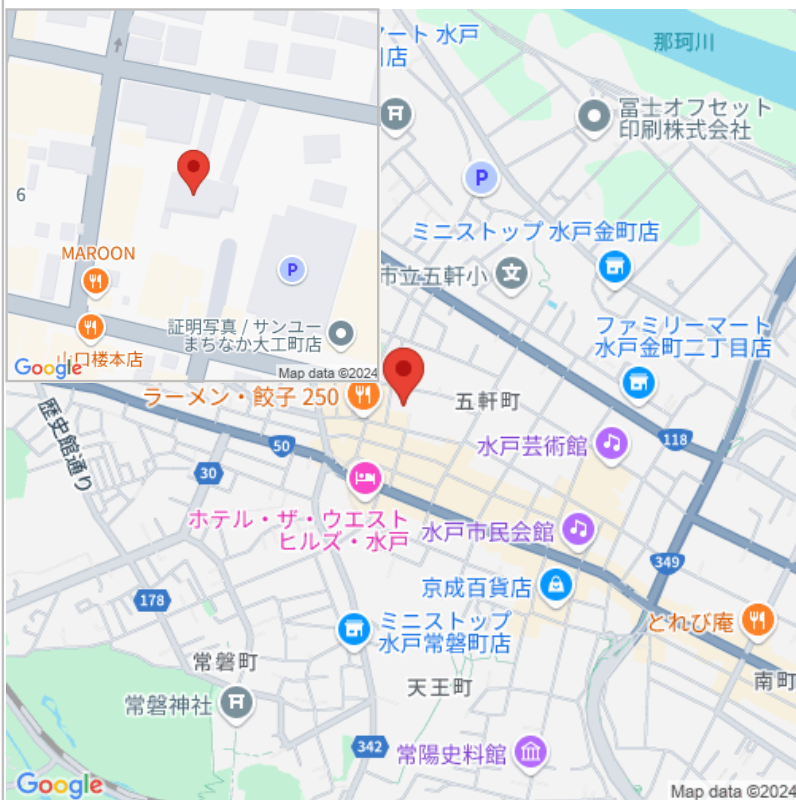 6
MAROON
証明写真 / サンユー
まちなか大工町店
山口楼本店
Google
Map data ©2024
マート 水戸
店
那珂川
冨士オフセット
印刷株式会社
P
ミニストップ 水戸金町店
市立五軒小
文
ファミリーマート
水戸金町二丁目店
ラーメン・餃子 250
五軒町
118
水戸芸術館
歴史館通り
50
30
ホテル・ザ・ウエスト
ヒルズ・水戸
水戸市民会館
349
京成百貨店
178
ミニストップ
水戸常磐町店
とれび庵
常磐町
天王町
南町
常磐神社
342
常陽史料館
Google
Map data ©2024
P